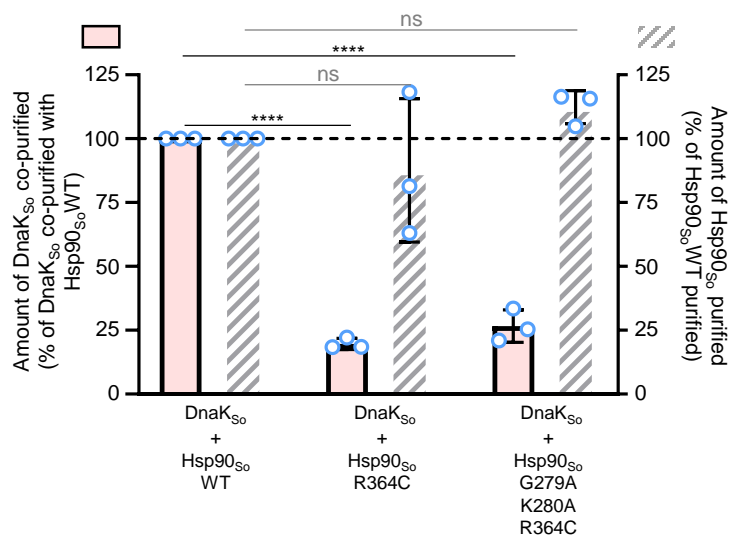 ns
****
ns
****
Amount of DnaKSo co-purified
(% of DnaKSo co-purified with
Hsp90SoWT)
125
100
75
50
25
0
125
100
75
50
25
0
Amount of Hsp90So purified
(% of Hsp90SoWT purified)
DnaKSo
+
Hsp90So
WT
DnaKSo
+
Hsp90So
R364C
DnaKSo
+
Hsp90So
G279A
K280A
R364C